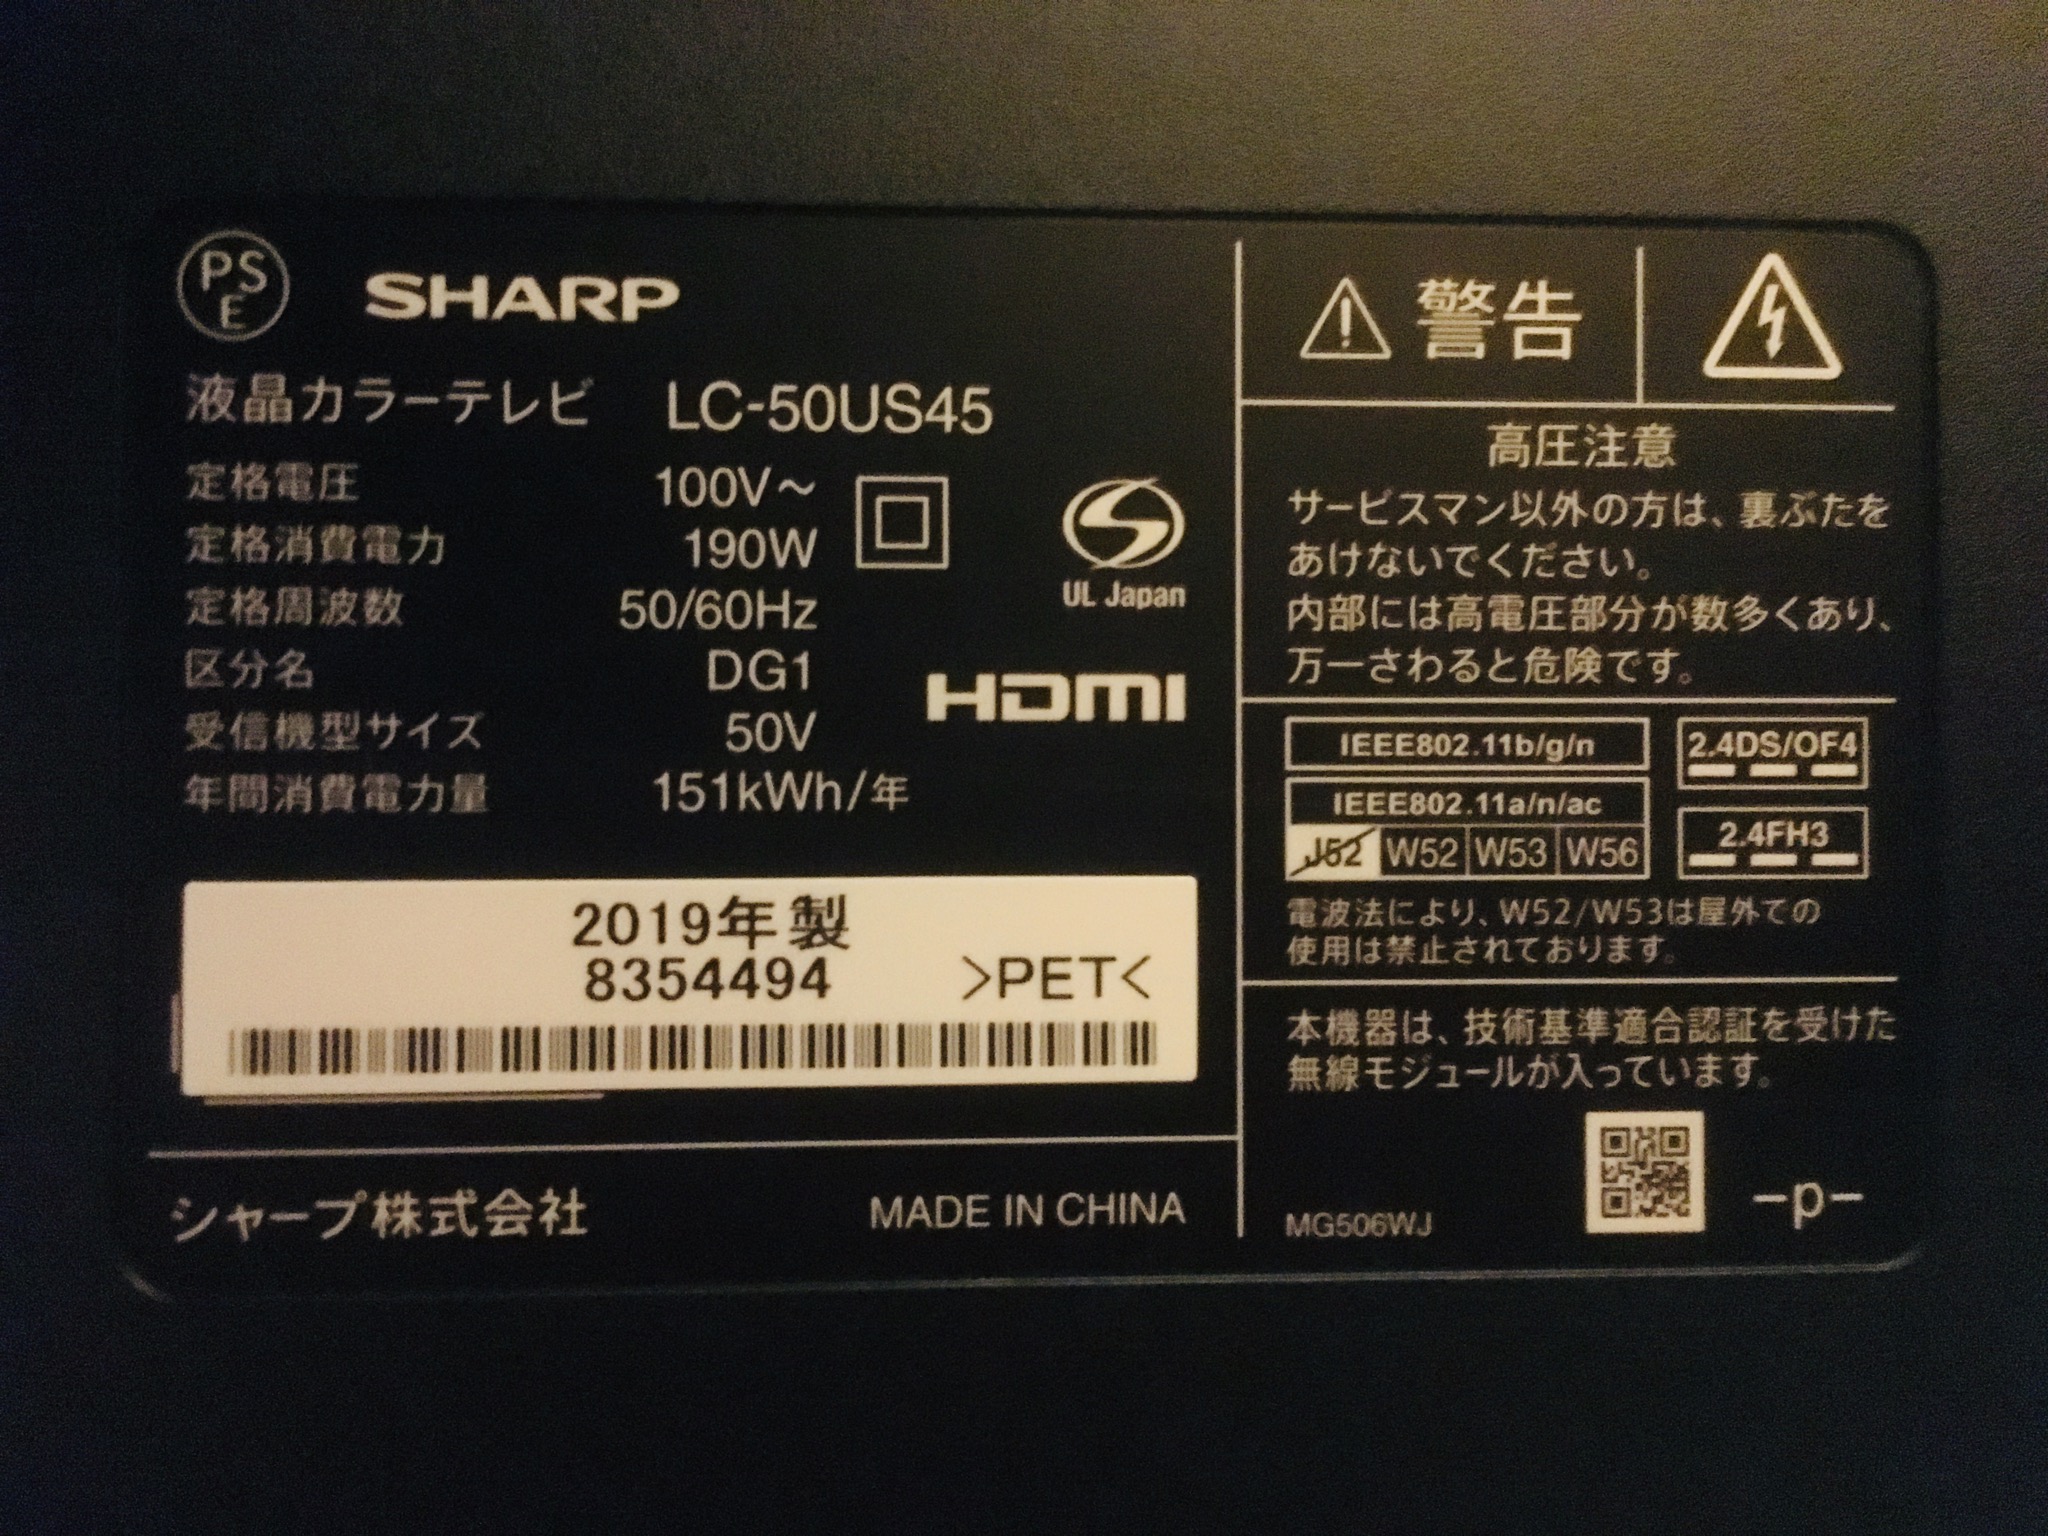 PS
E
SHARP
液晶カラーテレビ LC-50US45
定格電圧 100V～
定格消費電力 190W
定格周波数 50/60Hz
区分名 DG1
受信機型サイズ 50V
年間消費電力量 151kWh/年
UL Japan
HDMI
2019年製
8354494 >PET<
シャープ株式会社 MADE IN CHINA
警告
高圧注意
サービスマン以外の方は、裏ぶたを
あけないでください。
内部には高電圧部分が数多くあり、
万一さわると危険です。
IEEE802.11b/g/n
IEEE802.11a/n/ac
J52 W52 W53 W56
2.4DS/OF4
2.4FH3
電波法により、W52/W53は屋外での
使用は禁止されております。
本機器は、技術基準適合認証を受けた
無線モジュールが入っています。
MG506WJ -p-